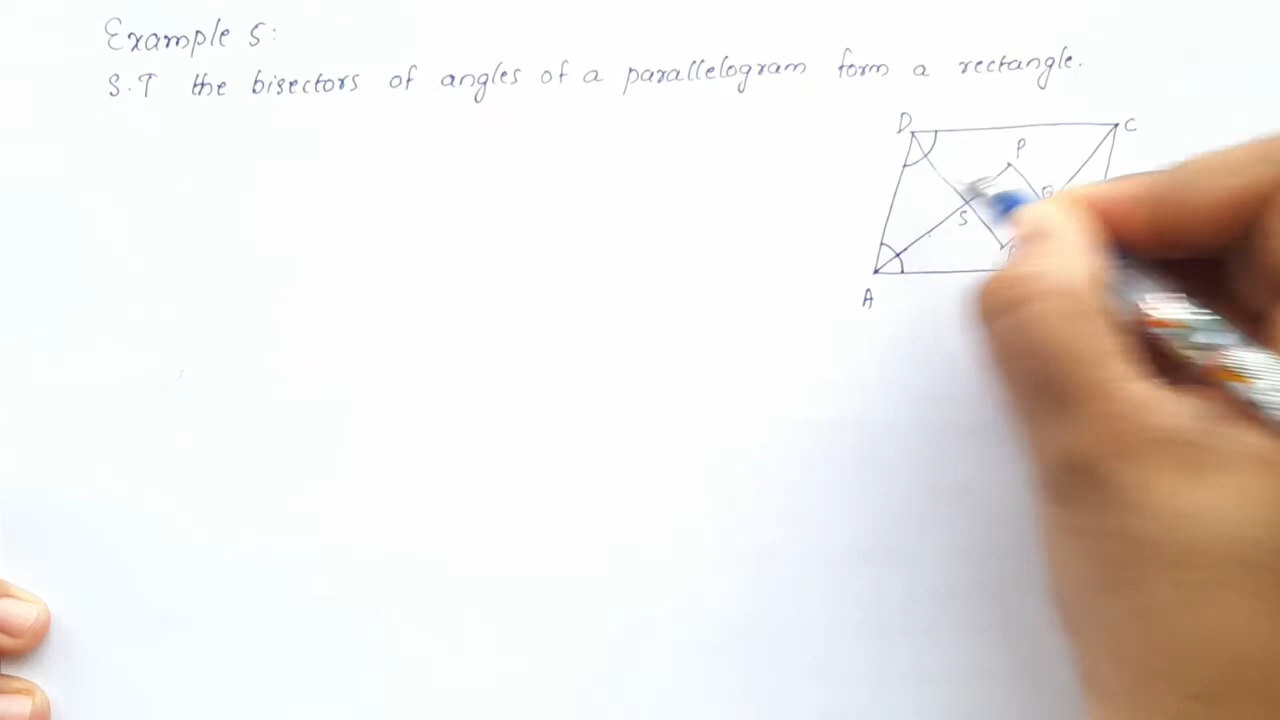 Example 5:
S.T the bisectors of angles of a parallelogram form a rectangle.
D C
P
Q
S
R
A